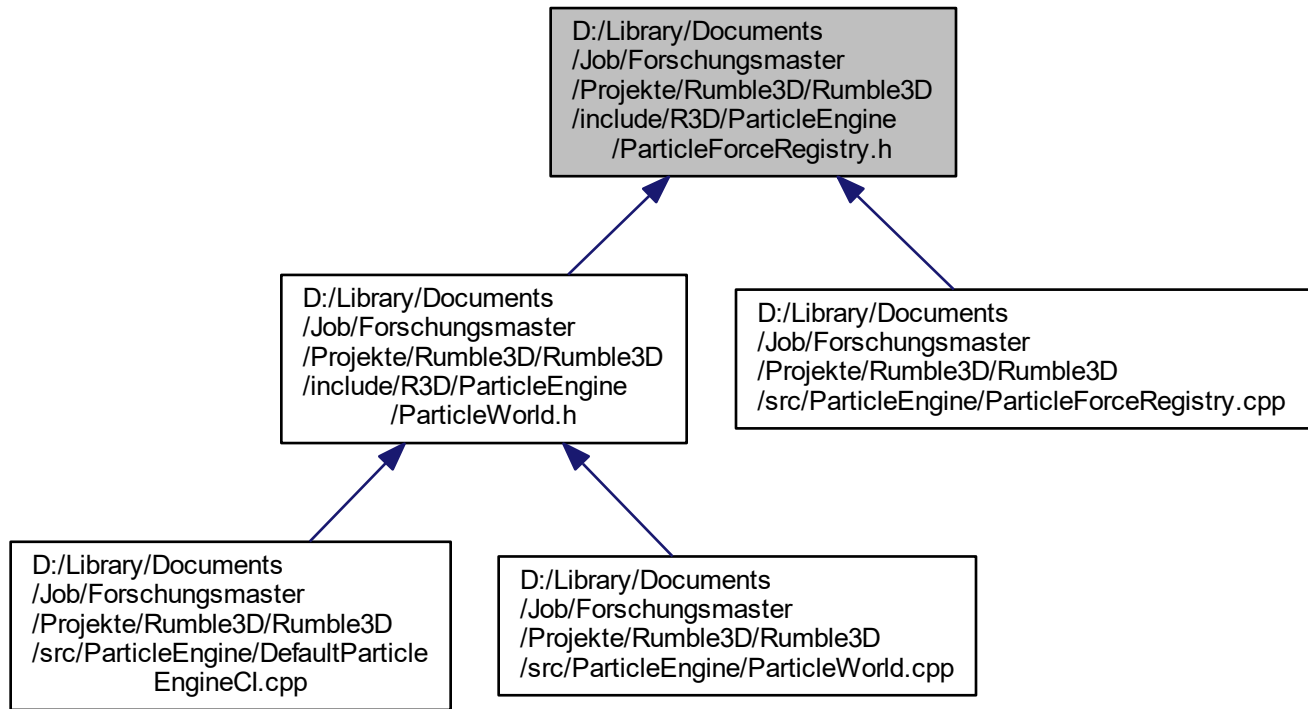 D:/Library/Documents
/Job/Forschungsmaster
/Projekte/Rumble3D/Rumble3D
/include/R3D/ParticleEngine
/ParticleForceRegistry.h
D:/Library/Documents
/Job/Forschungsmaster
/Projekte/Rumble3D/Rumble3D
/include/R3D/ParticleEngine
/ParticleWorld.h
D:/Library/Documents
/Job/Forschungsmaster
/Projekte/Rumble3D/Rumble3D
/src/ParticleEngine/ParticleForceRegistry.cpp
D:/Library/Documents
/Job/Forschungsmaster
/Projekte/Rumble3D/Rumble3D
/src/ParticleEngine/DefaultParticle
EngineCI.cpp
D:/Library/Documents
/Job/Forschungsmaster
/Projekte/Rumble3D/Rumble3D
/src/ParticleEngine/ParticleWorld.cpp